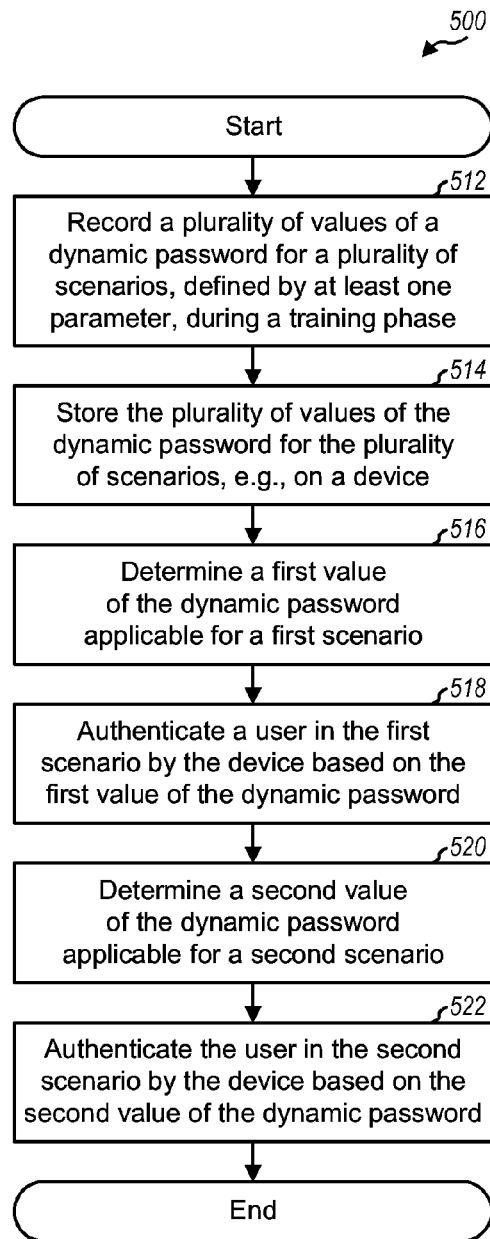 500
Start
512
Record a plurality of values of a
dynamic password for a plurality of
scenarios, defined by at least one
parameter, during a training phase
514
Store the plurality of values of the
dynamic password for the plurality
of scenarios, e.g., on a device
516
Determine a first value
of the dynamic password
applicable for a first scenario
518
Authenticate a user in the first
scenario by the device based on the
first value of the dynamic password
520
Determine a second value
of the dynamic password
applicable for a second scenario
522
Authenticate the user in the second
scenario by the device based on the
second value of the dynamic password
End